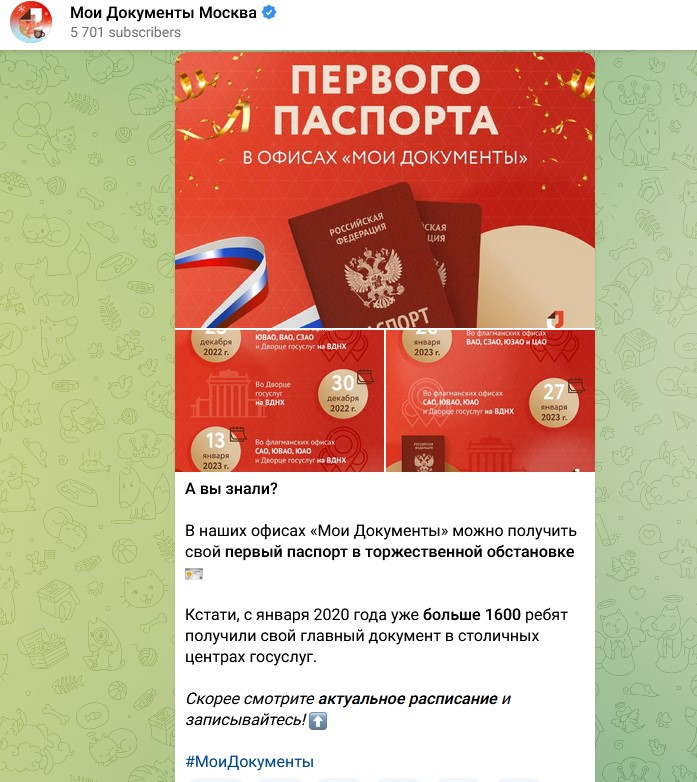 Мои Документы Москва
5 701 subscribers
ПЕРВОГО
ПАСПОРТА
В ОФИСАХ «МОИ ДОКУМЕНТЫ»
РОССИЙСКАЯ
ФЕДЕРАЦИЯ
ПАСПОРТ
декабря
2022 г.
ЮВАО, ВАО, СЗАО
и Дворце госуслуг на ВДНХ
Во Дворце
госуслуг
на ВДНХ
30
декабря
2022 г.
13
января
2023 г.
Во флагманских офисах
САО, ЮВАО, ЮАО
и Дворце госуслуг на ВДНХ
января
2023 г.
Во флагманских офисах
ВАО, СЗАО, ЮЗАО и ЦАО
Во флагманских офисах
САО, ЮВАО, ЮАО
и Дворце госуслуг на ВДНХ
27
января
2023 г.
А вы знали?
В наших офисах «Мои Документы» можно получить
свой первый паспорт в торжественной обстановке
Кстати, с января 2020 года уже больше 1600 ребят
получили свой главный документ в столичных
центрах госуслуг.
Скорее смотрите актуальное расписание и
записывайтесь!
#МоиДокументы